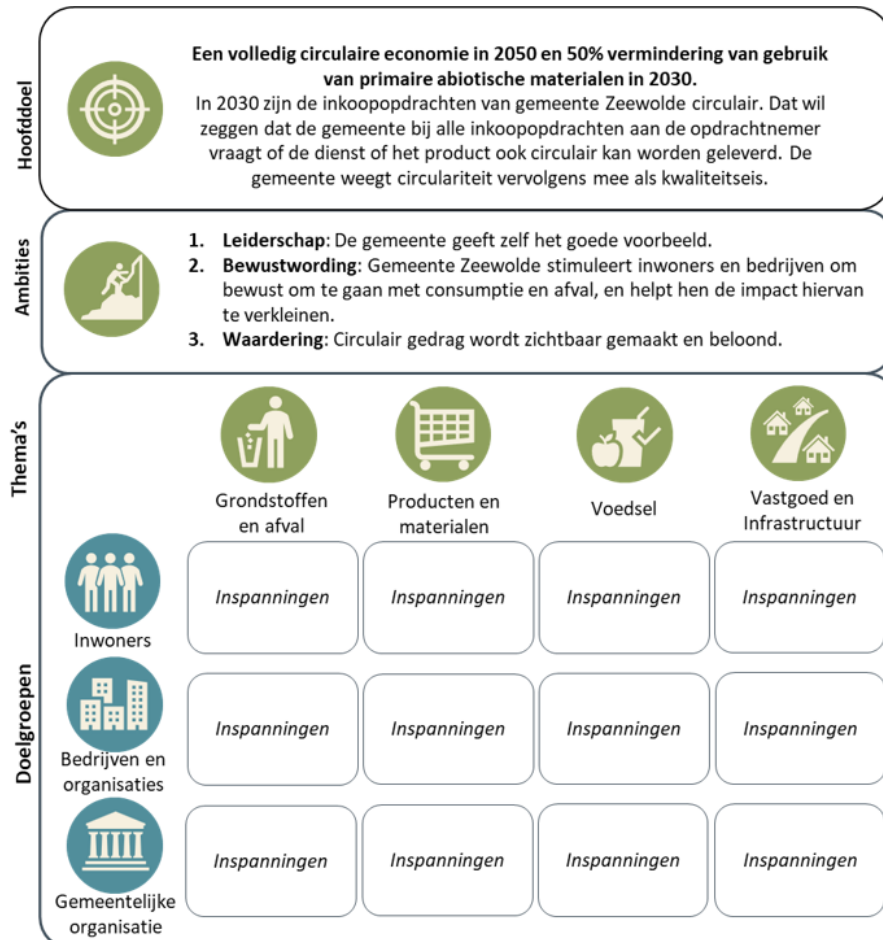 Hoofddoel
Een volledig circulaire economie in 2050 en 50% vermindering van gebruik
van primaire abiotische materialen in 2030.
In 2030 zijn de inkoopopdrachten van gemeente Zeewolde circulair. Dat wil
zeggen dat de gemeente bij alle inkoopopdrachten aan de opdrachtnemer
vraagt of de dienst of het product ook circulair kan worden geleverd. De
gemeente weegt circulariteit vervolgens mee als kwaliteitseis.
Ambities
1. Leiderschap: De gemeente geeft zelf het goede voorbeeld.
2. Bewustwording: Gemeente Zeewolde stimuleert inwoners en bedrijven om
bewust om te gaan met consumptie en afval, en helpt hen de impact hiervan
te verkleinen.
3. Waardering: Circulair gedrag wordt zichtbaar gemaakt en beloond.
Thema's
Grondstoffen
en afval
Producten en
materialen
Voedsel
Vastgoed en
Infrastructuur
Doelgroepen
Inwoners
Inspanningen
Inspanningen
Inspanningen
Inspanningen
Bedrijven en
organisaties
Inspanningen
Inspanningen
Inspanningen
Inspanningen
Gemeentelijke
organisatie
Inspanningen
Inspanningen
Inspanningen
Inspanningen